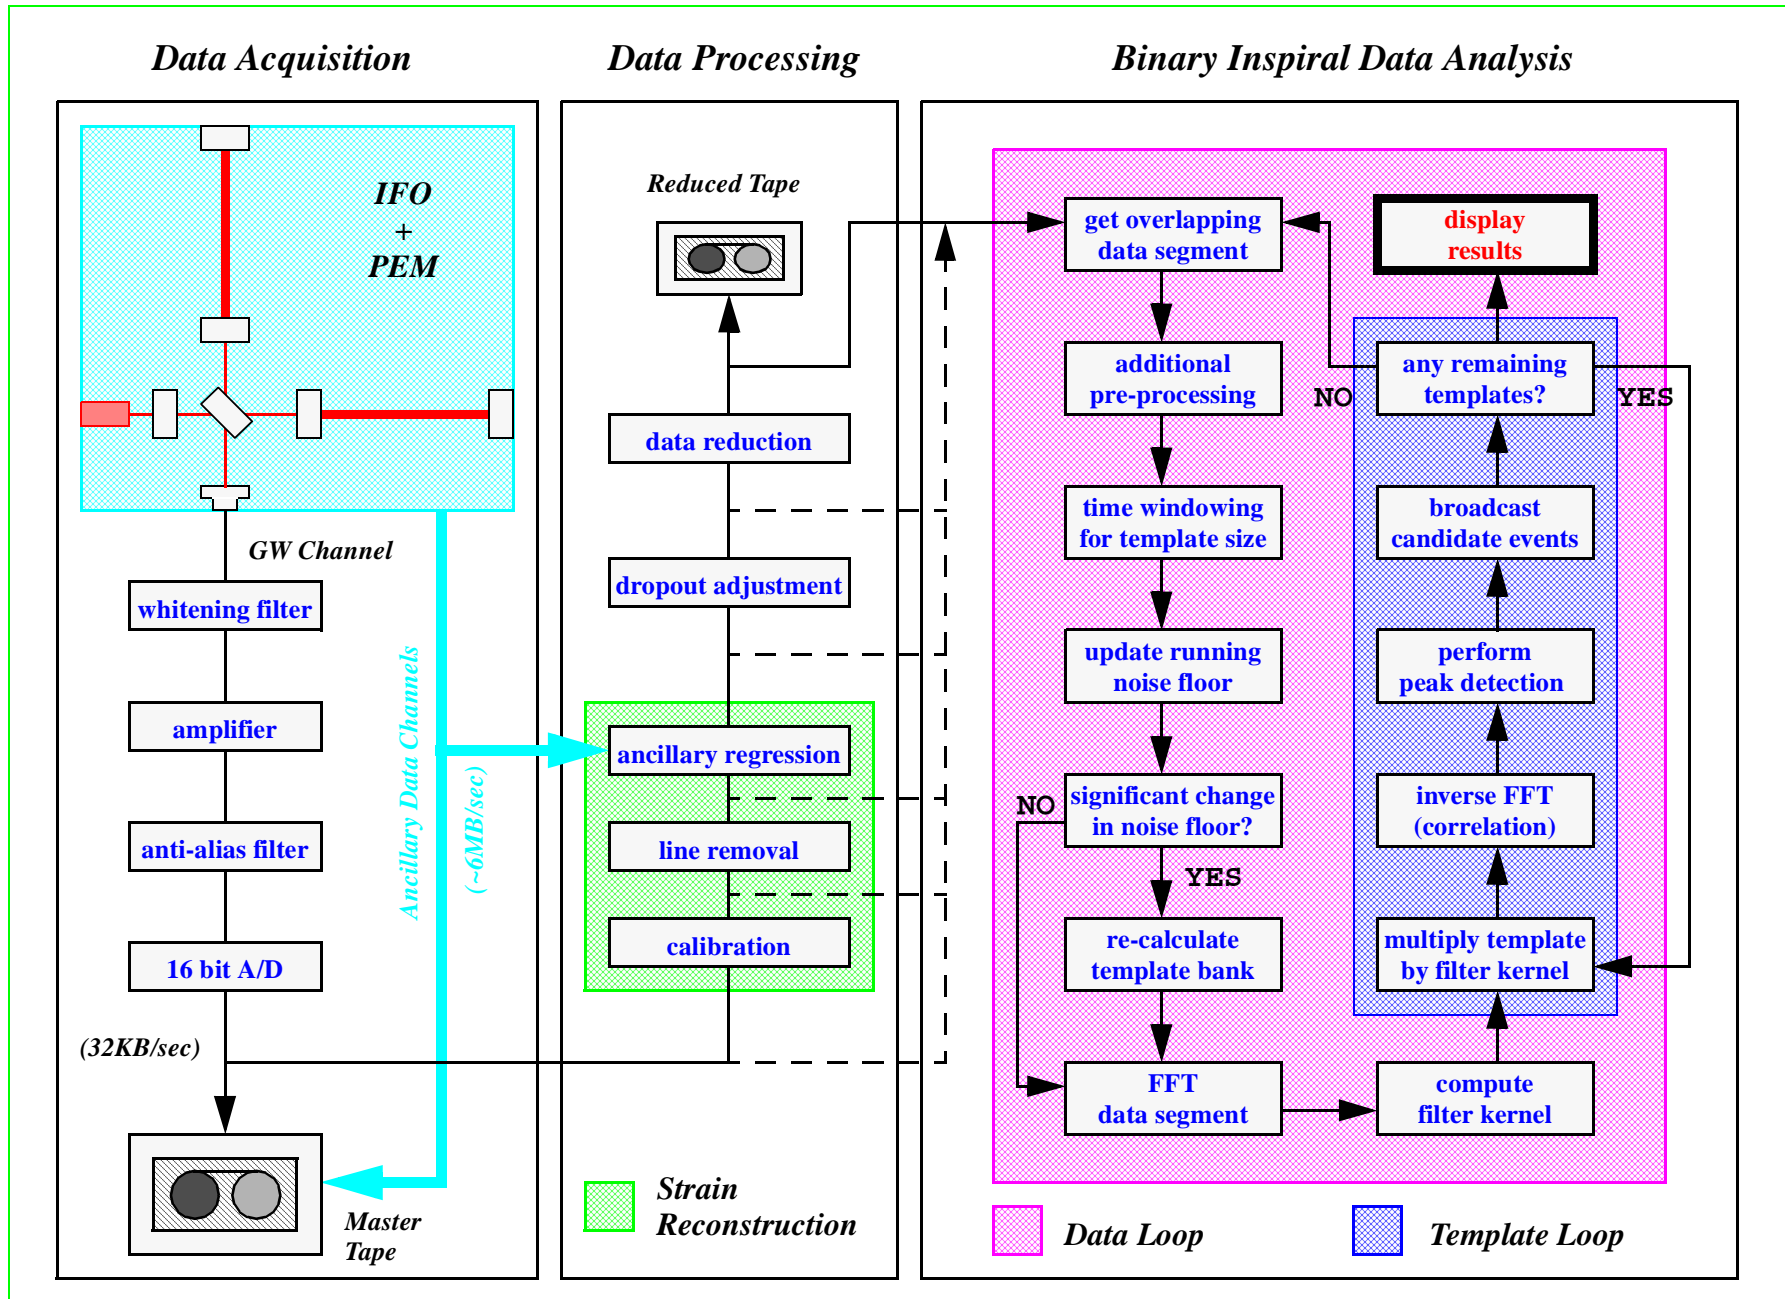 Data Acquisition
IFO
+
PEM
GW Channel
whitening filter
amplifier
anti-alias filter
16 bit A/D
(32KB/sec)
Master
Tape
Ancillary Data Channels
(~6MB/sec)
Data Processing
Reduced Tape
data reduction
dropout adjustment
ancillary regression
line removal
calibration
Strain
Reconstruction
Binary Inspiral Data Analysis
get overlapping
data segment
additional
pre-processing
time windowing
for template size
update running
noise floor
significant change
in noise floor?
NO
YES
re-calculate
template bank
FFT
data segment
display
results
any remaining
templates?
NO
YES
broadcast
candidate events
perform
peak detection
inverse FFT
(correlation)
multiply template
by filter kernel
compute
filter kernel
Data Loop
Template Loop